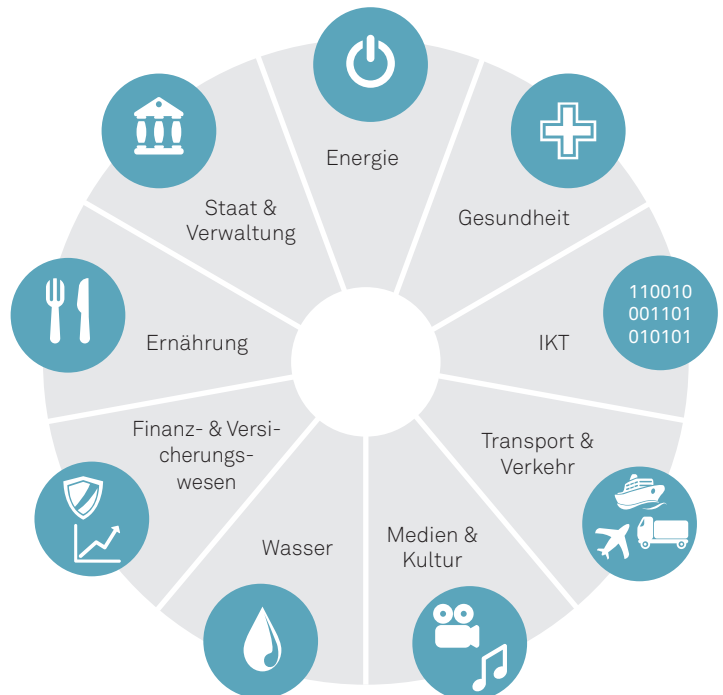 Energie
Gesundheit
110010
001101
010101
IKT
Transport &
Verkehr
Medien &
Kultur
Wasser
Finanz- & Versi-
cherungs-
wesen
Ernährung
Staat &
Verwaltung